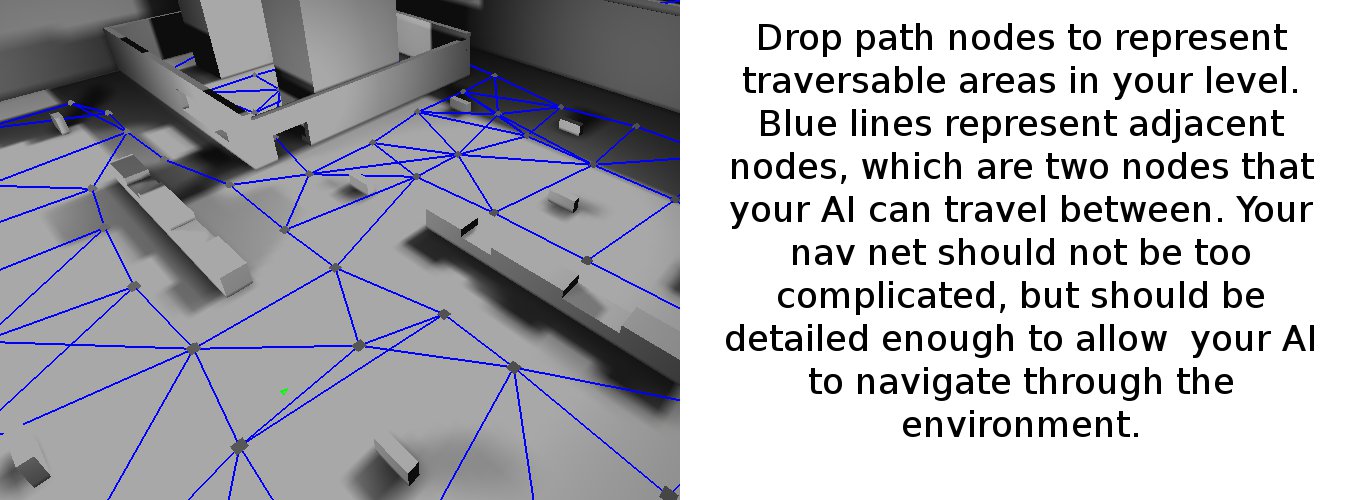 Drop path nodes to represent
traversable areas in your level.
Blue lines represent adjacent
nodes, which are two nodes that
your AI can travel between. Your
nav net should not be too
complicated, but should be
detailed enough to allow  your AI
to navigate through the
environment.